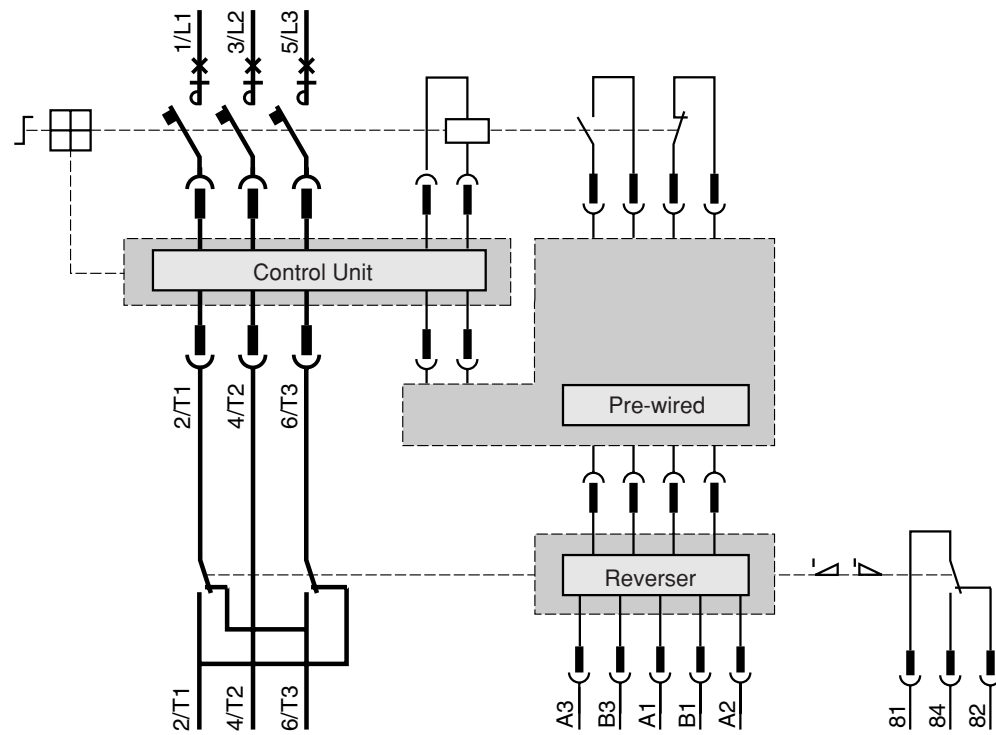 1/L1
3/L2
5/L3
Control Unit
2/T1
4/T2
6/T3
Pre-wired
Reverser
2/T1
4/T2
6/T3
A3
B3
A1
B1
A2
81
84
82